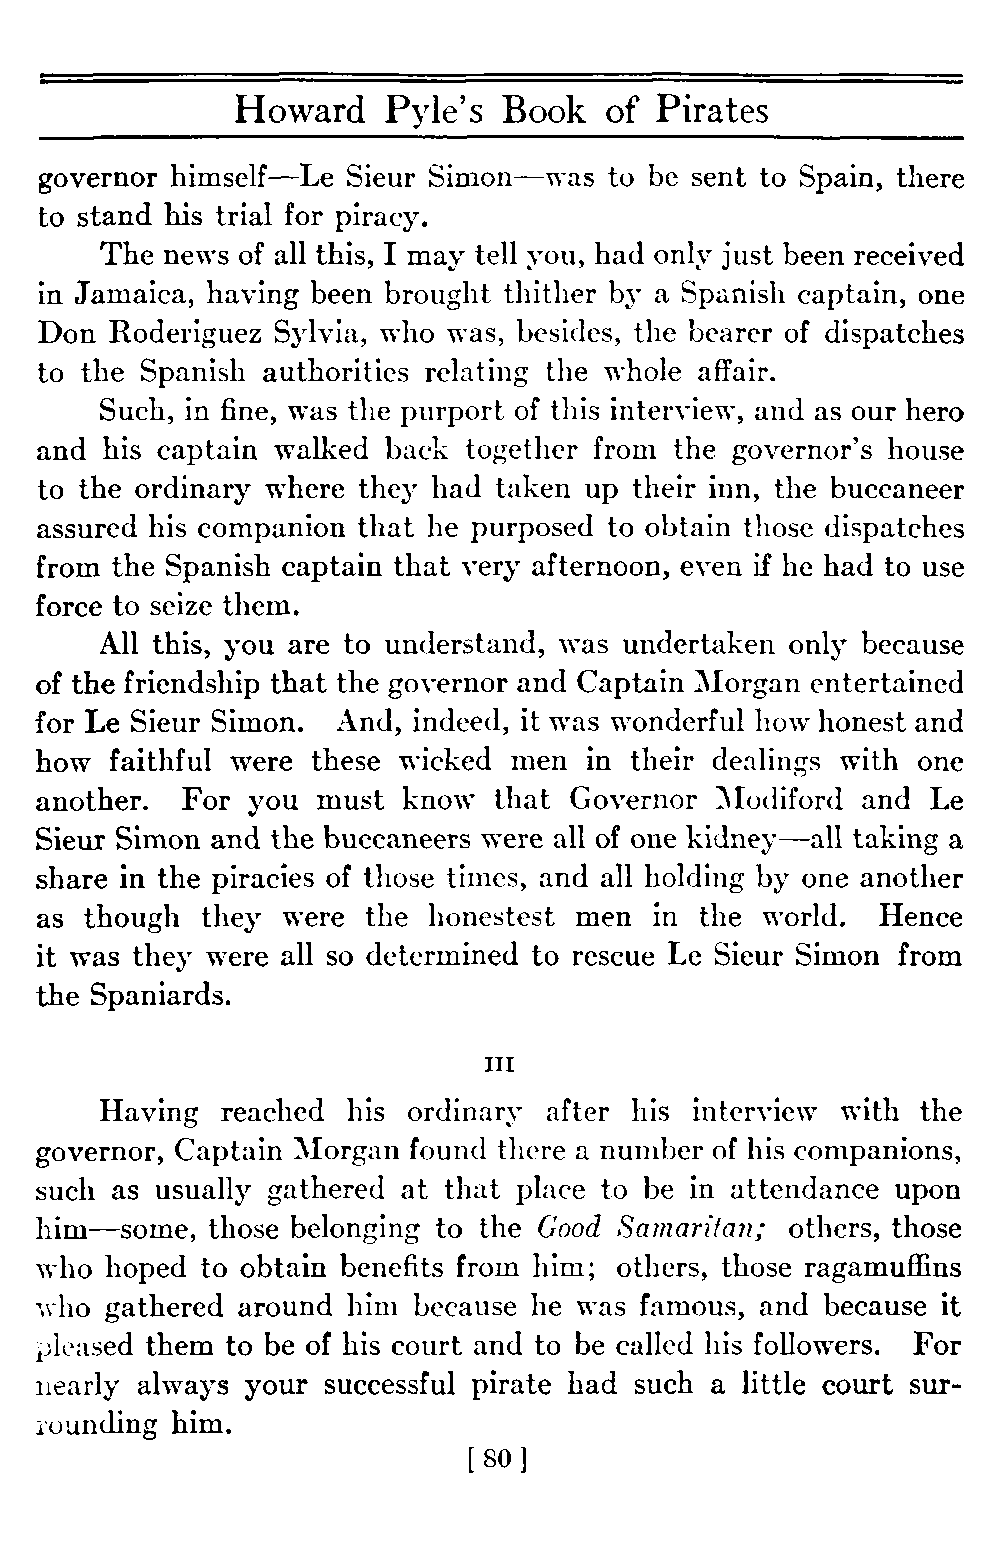 Howard Pyle's Book of Pirates
governor himself—Le Sieur Simon—was to be sent to Spain, there
to stand his trial for piracy.
The news of all this, I may tell you, had only just been received
in Jamaica, having been brought thither by a Spanish captain, one
Don Roderiguez Sylvia, who was, besides, the bearer of dispatches
to the Spanish authorities relating the whole affair.
Such, in fine, was the purport of this interview, and as our hero
and his captain walked back together from the governor's house
to the ordinary where they had taken up their inn, the buccaneer
assured his companion that he purposed to obtain those dispatches
from the Spanish captain that very afternoon, even if he had to use
force to seize them.
All this, you are to understand, was undertaken only because
of the friendship that the governor and Captain Morgan entertained
for Le Sieur Simon. And, indeed, it was wonderful how honest and
how faithful were these wicked men in their dealings with one
another. For you must know that Governor Modiford and Le
Sieur Simon and the buccaneers were all of one kidney—all taking a
share in the piracies of those times, and all holding by one another
as though they were the honestest men in the world. Hence
it was they were all so determined to rescue Le Sieur Simon from
the Spaniards.
III
Having reached his ordinary after his interview with the
governor, Captain Morgan found there a number of his companions,
such as usually gathered at that place to be in attendance upon
him—some, those belonging to the Good Samaritan; others, those
who hoped to obtain benefits from him; others, those ragamuffins
who gathered around him because he was famous, and because it
pleased them to be of his court and to be called his followers. For
nearly always your successful pirate had such a little court sur-
rounding him.
[ 80 ]